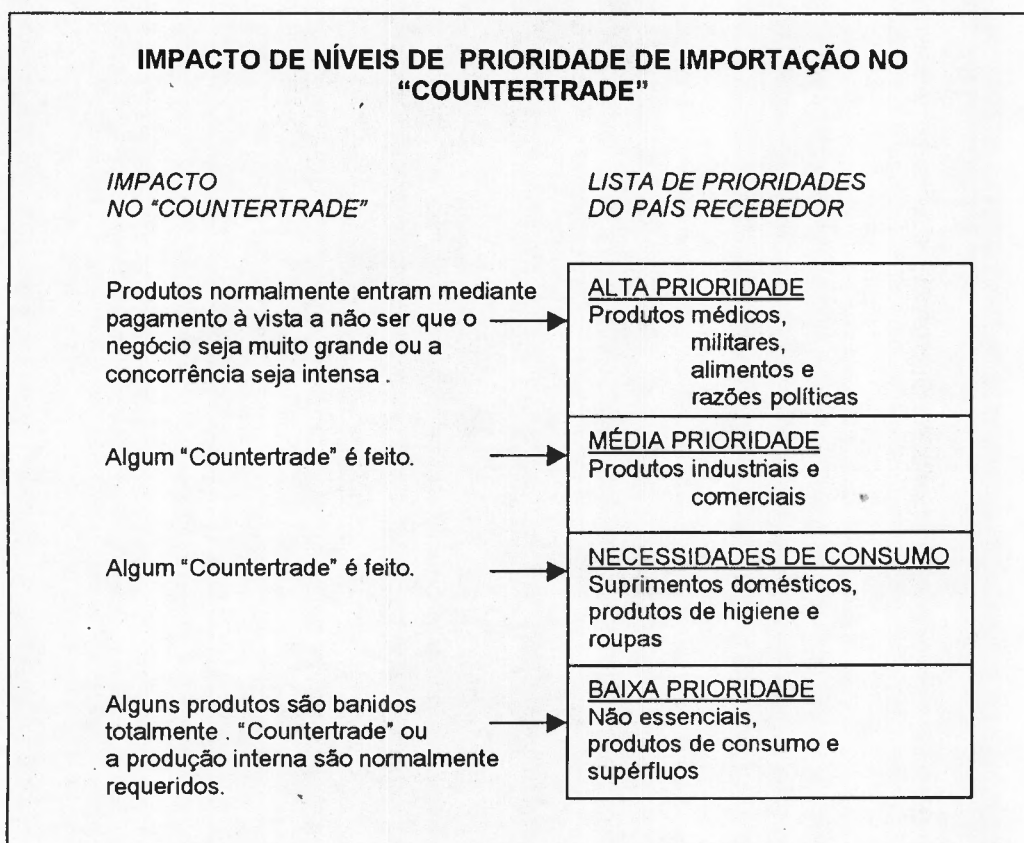 IMPACTO DE NÍVEIS DE PRIORIDADE DE IMPORTAÇÃO NO
“COUNTERTRADE”
IMPACTO
NO “COUNTERTRADE”
LISTA DE PRIORIDADES
DO PAÍS RECEBEDOR
Produtos normalmente entram mediante
pagamento à vista a não ser que o
negócio seja muito grande ou a
concorrência seja intensa .
ALTA PRIORIDADE
Produtos médicos,
militares,
alimentos e
razões políticas
Algum “Countertrade” é feito.
MÉDIA PRIORIDADE
Produtos industriais e
comerciais
Algum “Countertrade” é feito.
NECESSIDADES DE CONSUMO
Suprimentos domésticos,
produtos de higiene e
roupas
Alguns produtos são banidos
totalmente . “Countertrade” ou
a produção interna são normalmente
requeridos.
BAIXA PRIORIDADE
Não essenciais,
produtos de consumo e
supérfluos